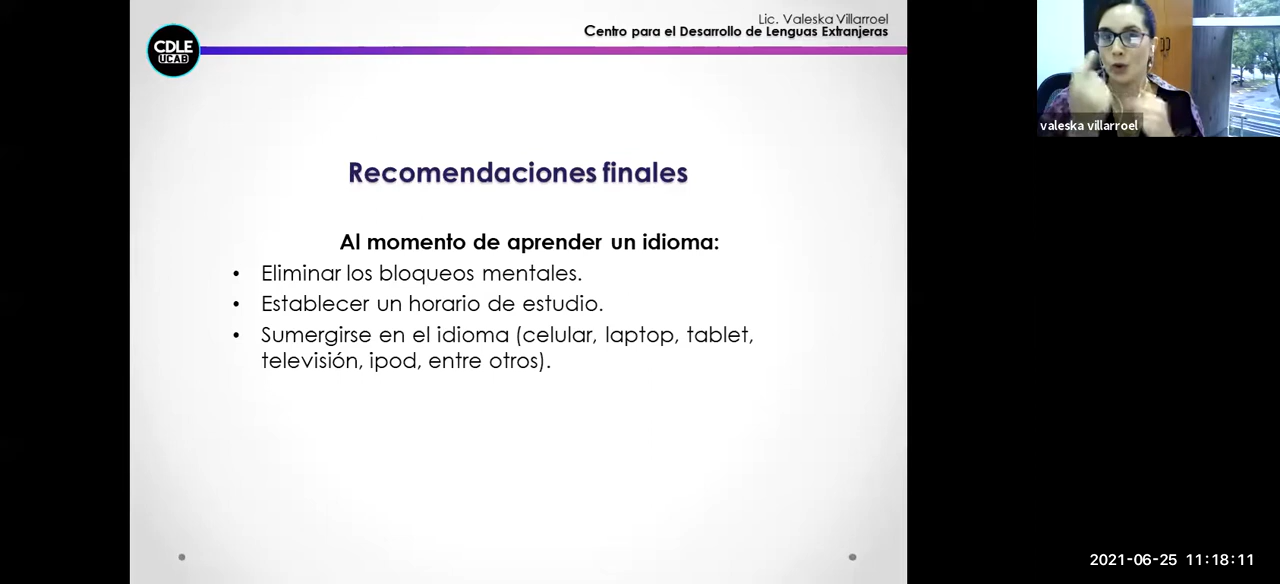 Lic. Valeska Villarroel
Centro para el Desarrollo de Lenguas Extranjeras
CDLE
UCAB
valeska villarroel
Recomendaciones finales
Al momento de aprender un idioma:
• Eliminar los bloqueos mentales.
• Establecer un horario de estudio.
• Sumergirse en el idioma (celular, laptop, tablet,
televisión, ipod, entre otros).
2021-06-25 11:18:11